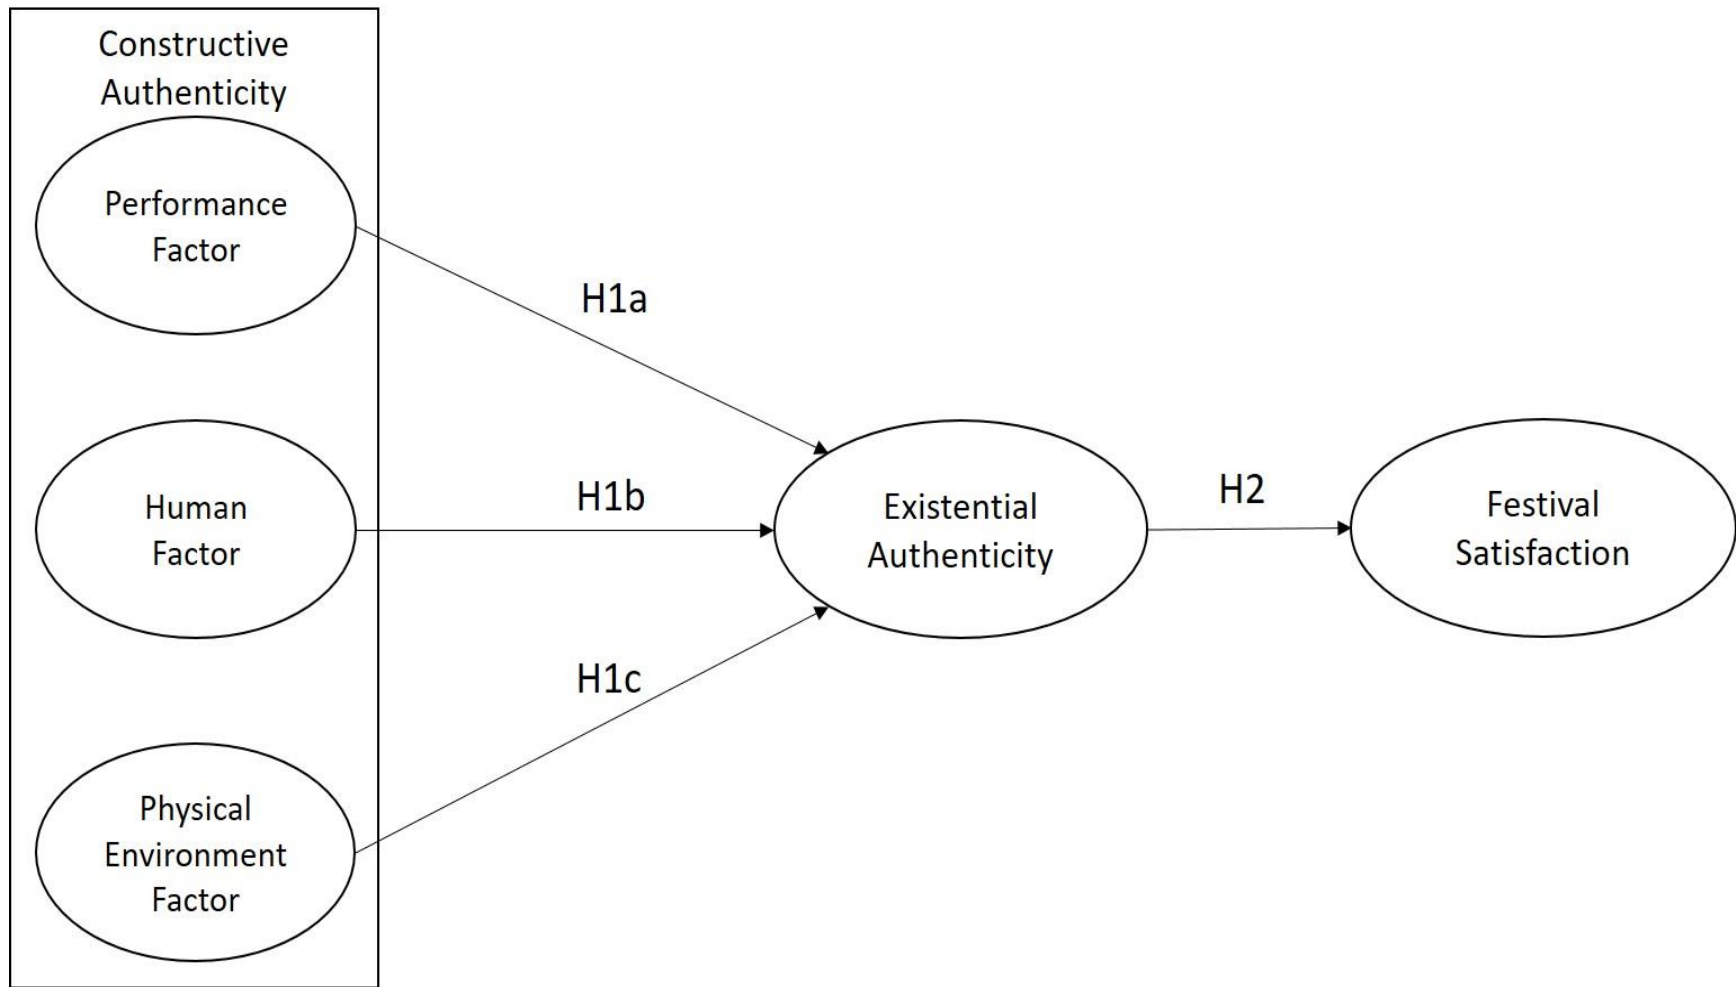 Constructive
Authenticity
Performance
Factor
H1a
Human
Factor
H1b
Existential
Authenticity
H2
Festival
Satisfaction
H1c
Physical
Environment
Factor